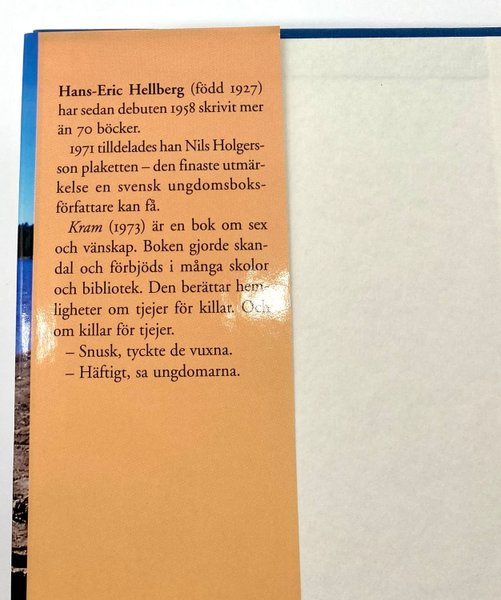 Hans-Eric Hellberg (född 1927)
har sedan debuten 1958 skrivit mer
än 70 böcker.
1971 tilldelades han Nils Holgers-
son plaketten – den finaste utmär-
kelse en svensk ungdomsboks-
författare kan få.
Kram (1973) är en bok om sex
och vänskap. Boken gjorde skan-
dal och förbjöds i många skolor
och bibliotek. Den berättar hem-
ligheter om tjejer för killar. Och
om killar för tjejer.
– Snusk, tyckte de vuxna.
– Häftigt, sa ungdomarna.